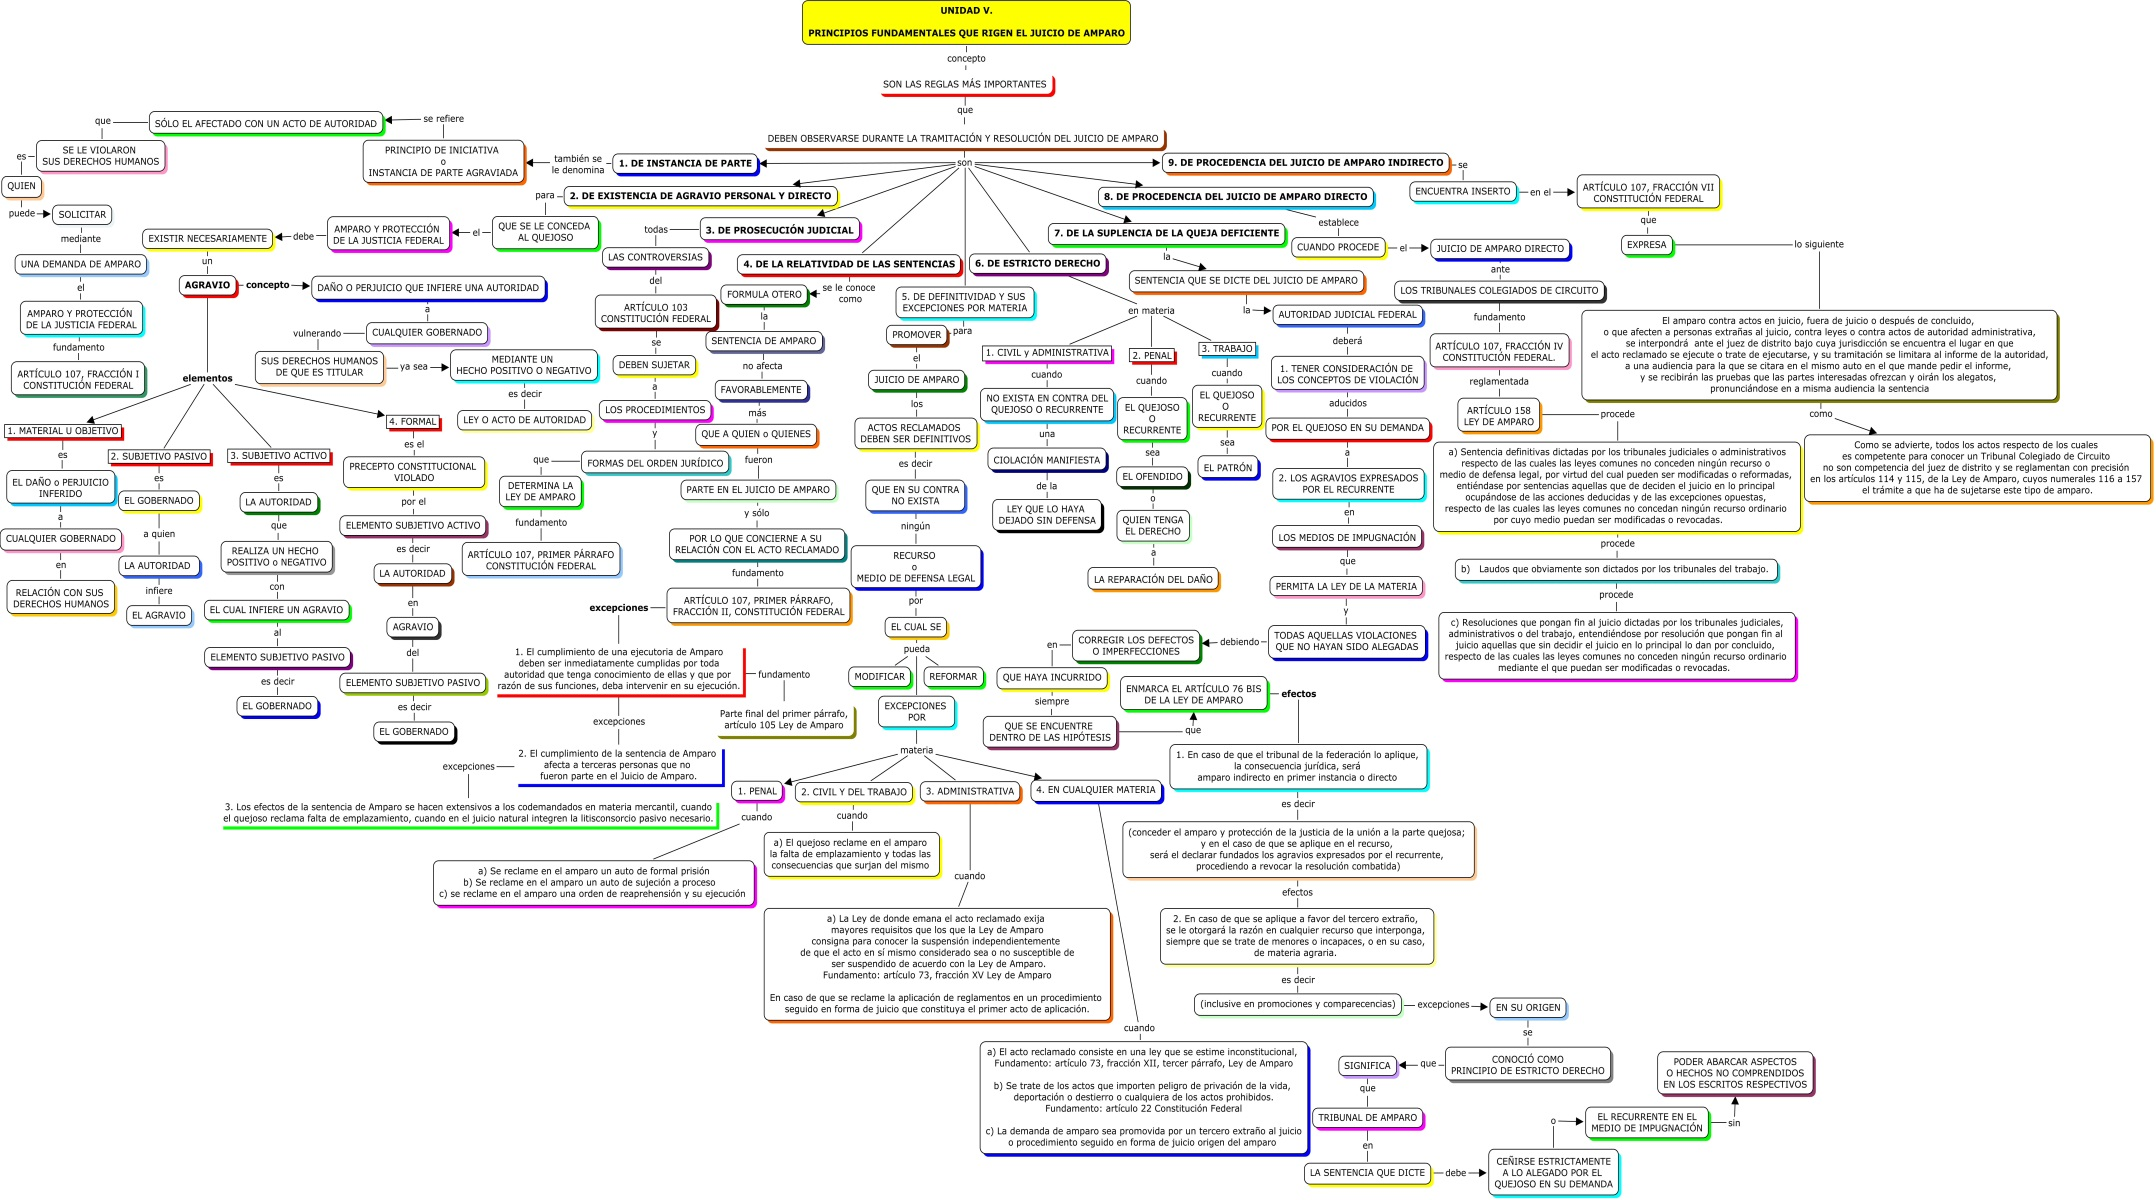 UNIDAD V.
PRINCIPIOS FUNDAMENTALES QUE RIGEN EL JUICIO DE AMPARO
concepto
SON LAS REGLAS MÁS IMPORTANTES
que
DEBEN OBSERVARSE DURANTE LA TRAMITACIÓN Y RESOLUCIÓN DEL JUICIO DE AMPARO
son
1. DE INSTANCIA DE PARTE
también se
le denomina
PRINCIPIO DE INICIATIVA
o
INSTANCIA DE PARTE AGRAVIADA
se refiere
SÓLO EL AFECTADO CON UN ACTO DE AUTORIDAD
que
SE LE VIOLARON
SUS DERECHOS HUMANOS
es
QUIEN
puede
SOLICITAR
mediante
UNA DEMANDA DE AMPARO
el
AMPARO Y PROTECCIÓN
DE LA JUSTICIA FEDERAL
fundamento
ARTÍCULO 107, FRACCIÓN I
CONSTITUCIÓN FEDERAL
2. DE EXISTENCIA DE AGRAVIO PERSONAL Y DIRECTO
para
QUE SE LE CONCEDA
AL QUEJOSO
el
AMPARO Y PROTECCIÓN
DE LA JUSTICIA FEDERAL
debe
EXISTIR NECESARIAMENTE
un
AGRAVIO
concepto
DAÑO O PERJUICIO QUE INFIERE UNA AUTORIDAD
a
CUALQUIER GOBERNADO
vulnerando
SUS DERECHOS HUMANOS
DE QUE ES TITULAR
ya sea
MEDIANTE UN
HECHO POSITIVO O NEGATIVO
es decir
LEY O ACTO DE AUTORIDAD
elementos
1. MATERIAL U OBJETIVO
es
EL DAÑO o PERJUICIO
INFERIDO
a
CUALQUIER GOBERNADO
en
RELACIÓN CON SUS
DERECHOS HUMANOS
2. SUBJETIVO PASIVO
es
EL GOBERNADO
a quien
LA AUTORIDAD
infiere
EL AGRAVIO
3. SUBJETIVO ACTIVO
es
LA AUTORIDAD
que
REALIZA UN HECHO
POSITIVO o NEGATIVO
con
EL CUAL INFIERE UN AGRAVIO
al
ELEMENTO SUBJETIVO PASIVO
es decir
EL GOBERNADO
4. FORMAL
es el
PRECEPTO CONSTITUCIONAL
VIOLADO
por el
ELEMENTO SUBJETIVO ACTIVO
es decir
LA AUTORIDAD
en
AGRAVIO
del
ELEMENTO SUBJETIVO PASIVO
es decir
EL GOBERNADO
3. DE PROSECUCIÓN JUDICIAL
todas
LAS CONTROVERSIAS
del
ARTÍCULO 103
CONSTITUCIÓN FEDERAL
se
DEBEN SUJETAR
a
LOS PROCEDIMIENTOS
y
FORMAS DEL ORDEN JURÍDICO
que
DETERMINA LA
LEY DE AMPARO
fundamento
ARTÍCULO 107, PRIMER PÁRRAFO
CONSTITUCIÓN FEDERAL
4. DE LA RELATIVIDAD DE LAS SENTENCIAS
se le conoce
como
FORMULA OTERO
la
SENTENCIA DE AMPARO
no afecta
FAVORABLEMENTE
más
QUE A QUIEN o QUIENES
fueron
PARTE EN EL JUICIO DE AMPARO
y sólo
POR LO QUE CONCIERNE A SU
RELACIÓN CON EL ACTO RECLAMADO
fundamento
ARTÍCULO 107, PRIMER PÁRRAFO,
FRACCIÓN II, CONSTITUCIÓN FEDERAL
excepciones
1. El cumplimiento de una ejecutoria de Amparo
deben ser inmediatamente cumplidas por toda
autoridad que tenga conocimiento de ellas y que por
razón de sus funciones, deba intervenir en su ejecución.
fundamento
Parte final del primer párrafo,
artículo 105 Ley de Amparo
excepciones
2. El cumplimiento de la sentencia de Amparo
afecta a terceras personas que no
fueron parte en el Juicio de Amparo.
excepciones
3. Los efectos de la sentencia de Amparo se hacen extensivos a los codemandados en materia mercantil, cuando
el quejoso reclama falta de emplazamiento, cuando en el juicio natural integren la litisconsorcio pasivo necesario.
5. DE DEFINITIVIDAD Y SUS
EXCEPCIONES POR MATERIA
para
PROMOVER
el
JUICIO DE AMPARO
los
ACTOS RECLAMADOS
DEBEN SER DEFINITIVOS
es decir
QUE EN SU CONTRA
NO EXISTA
ningún
RECURSO
o
MEDIO DE DEFENSA LEGAL
por
EL CUAL SE
pueda
MODIFICAR
REFORMAR
EXCEPCIONES
POR
materia
1. PENAL
cuando
a) Se reclame en el amparo un auto de formal prisión
b) Se reclame en el amparo un auto de sujeción a proceso
c) se reclame en el amparo una orden de reaprehensión y su ejecución
2. CIVIL Y DEL TRABAJO
cuando
a) El quejoso reclame en el amparo
la falta de emplazamiento y todas las
consecuencias que surjan del mismo
3. ADMINISTRATIVA
cuando
a) La Ley de donde emana el acto reclamado exija
mayores requisitos que los que la Ley de Amparo
consigna para conocer la suspensión independientemente
de que el acto en sí mismo considerado sea o no susceptible de
ser suspendido de acuerdo con la Ley de Amparo.
Fundamento: artículo 73, fracción XV Ley de Amparo
En caso de que se reclame la aplicación de reglamentos en un procedimiento
seguido en forma de juicio que constituya el primer acto de aplicación.
4. EN CUALQUIER MATERIA
cuando
a) El acto reclamado consiste en una ley que se estime inconstitucional,
Fundamento: artículo 73, fracción XII, tercer párrafo, Ley de Amparo
b) Se trate de los actos que importen peligro de privación de la vida,
deportación o destierro o cualquiera de los actos prohibidos.
Fundamento: artículo 22 Constitución Federal
c) La demanda de amparo sea promovida por un tercero extraño al juicio
o procedimiento seguido en forma de juicio origen del amparo
6. DE ESTRICTO DERECHO
en materia
1. CIVIL y ADMINISTRATIVA
cuando
NO EXISTA EN CONTRA DEL
QUEJOSO O RECURRENTE
una
CIOLACIÓN MANIFIESTA
de la
LEY QUE LO HAYA
DEJADO SIN DEFENSA
2. PENAL
cuando
EL QUEJOSO
O
RECURRENTE
sea
EL OFENDIDO
o
QUIEN TENGA
EL DERECHO
a
LA REPARACIÓN DEL DAÑO
3. TRABAJO
cuando
EL QUEJOSO
O
RECURRENTE
sea
EL PATRÓN
7. DE LA SUPLENCIA DE LA QUEJA DEFICIENTE
la
SENTENCIA QUE SE DICTE DEL JUICIO DE AMPARO
la
AUTORIDAD JUDICIAL FEDERAL
deberá
1. TENER CONSIDERACIÓN DE
LOS CONCEPTOS DE VIOLACIÓN
aducidos
POR EL QUEJOSO EN SU DEMANDA
a
2. LOS AGRAVIOS EXPRESADOS
POR EL RECURRENTE
en
LOS MEDIOS DE IMPUGNACIÓN
que
PERMITA LA LEY DE LA MATERIA
y
TODAS AQUELLAS VIOLACIONES
QUE NO HAYAN SIDO ALEGADAS
debiendo
CORREGIR LOS DEFECTOS
O IMPERFECCIONES
en
QUE HAYA INCURRIDO
siempre
QUE SE ENCUENTRE
DENTRO DE LAS HIPÓTESIS
que
ENMARCA EL ARTÍCULO 76 BIS
DE LA LEY DE AMPARO
efectos
1. En caso de que el tribunal de la federación lo aplique,
la consecuencia jurídica, será
amparo indirecto en primer instancia o directo
es decir
(conceder el amparo y protección de la justicia de la unión a la parte quejosa;
y en el caso de que se aplique en el recurso,
será el declarar fundados los agravios expresados por el recurrente,
procediendo a revocar la resolución combatida)
efectos
2. En caso de que se aplique a favor del tercero extraño,
se le otorgará la razón en cualquier recurso que interponga,
siempre que se trate de menores o incapaces, o en su caso,
de materia agraria.
es decir
(inclusive en promociones y comparecencias)
excepciones
EN SU ORIGEN
se
CONOCIÓ COMO
PRINCIPIO DE ESTRICTO DERECHO
que
SIGNIFICA
que
TRIBUNAL DE AMPARO
en
LA SENTENCIA QUE DICTE
debe
CEÑIRSE ESTRICTAMENTE
A LO ALEGADO POR EL
QUEJOSO EN SU DEMANDA
o
EL RECURRENTE EN EL
MEDIO DE IMPUGNACIÓN
sin
PODER ABARCAR ASPECTOS
O HECHOS NO COMPRENDIDOS
EN LOS ESCRITOS RESPECTIVOS
8. DE PROCEDENCIA DEL JUICIO DE AMPARO DIRECTO
establece
CUANDO PROCEDE
el
JUICIO DE AMPARO DIRECTO
ante
LOS TRIBUNALES COLEGIADOS DE CIRCUITO
fundamento
ARTÍCULO 107, FRACCIÓN IV
CONSTITUCIÓN FEDERAL.
reglamentada
ARTÍCULO 158
LEY DE AMPARO
procede
a) Sentencia definitivas dictadas por los tribunales judiciales o administrativos
respecto de las cuales las leyes comunes no conceden ningún recurso o
medio de defensa legal, por virtud del cual pueden ser modificadas o reformadas,
entiéndase por sentencias aquellas que de deciden el juicio en lo principal
ocupándose de las acciones deducidas y de las excepciones opuestas,
respecto de las cuales las leyes comunes no concedan ningún recurso ordinario
por cuyo medio puedan ser modificadas o revocadas.
procede
b) Laudos que obviamente son dictados por los tribunales del trabajo.
procede
c) Resoluciones que pongan fin al juicio dictadas por los tribunales judiciales,
administrativos o del trabajo, entendiéndose por resolución que pongan fin al
juicio aquellas que sin decidir el juicio en lo principal lo dan por concluido,
respecto de las cuales las leyes comunes no conceden ningún recurso ordinario
mediante el que puedan ser modificadas o revocadas.
9. DE PROCEDENCIA DEL JUICIO DE AMPARO INDIRECTO
se
ENCUENTRA INSERTO
en el
ARTÍCULO 107, FRACCIÓN VII
CONSTITUCIÓN FEDERAL
que
EXPRESA
lo siguiente
El amparo contra actos en juicio, fuera de juicio o después de concluido,
o que afecten a personas extrañas al juicio, contra leyes o contra actos de autoridad administrativa,
se interpondrá ante el juez de distrito bajo cuya jurisdicción se encuentra el lugar en que
el acto reclamado se ejecute o trate de ejecutarse, y su tramitación se limitara al informe de la autoridad,
a una audiencia para la que se citara en el mismo auto en el que mande pedir el informe,
y se recibirán las pruebas que las partes interesadas ofrezcan y oirán los alegatos,
pronunciándose en a misma audiencia la sentencia
como
Como se advierte, todos los actos respecto de los cuales
es competente para conocer un Tribunal Colegiado de Circuito
no son competencia del juez de distrito y se reglamentan con precisión
en los artículos 114 y 115, de la Ley de Amparo, cuyos numerales 116 a 157
el trámite a que ha de sujetarse este tipo de amparo.